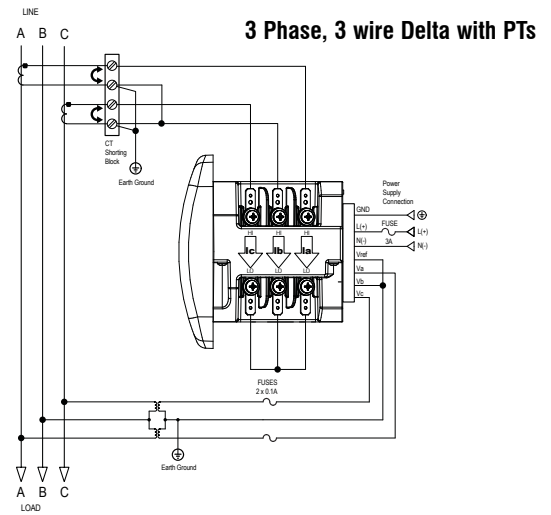 LINE
3 Phase, 3 wire Delta with PTs
A B C
CT
Shorting
Block
Earth Ground
Power
Supply
Connection
GND
L(+)
FUSE
L(+)
N(-)
3A
N(-)
Vref
Va
Vb
Vc
HI HI HI
Ic Ib Ia
LO LO LO
FUSES
2 x 0.1A
Earth Ground
A B C
LOAD